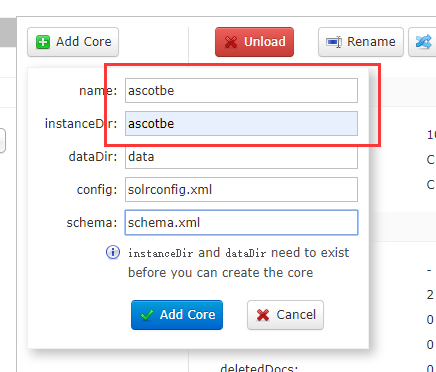 Add Core
Unload
Rename
name: ascotbe
instanceDir: ascotbe
dataDir: data
config: solrconfig.xml
schema: schema.xml
instanceDir and dataDir need to exist
before you can create the core
Add Core
Cancel
10
C
C
-
2
0
0
deletedDocs: 0